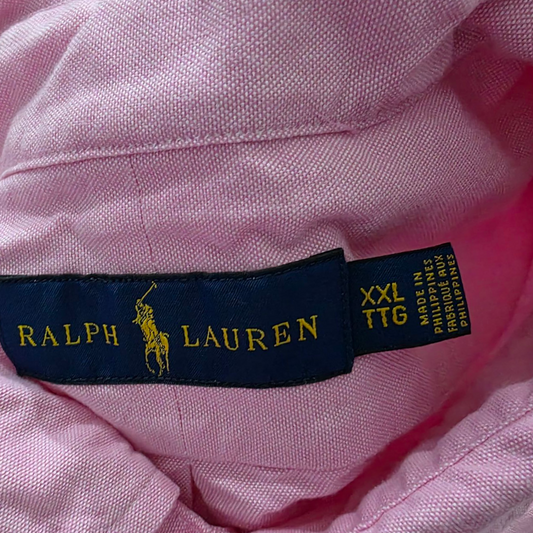 RALPH LAUREN
XXL
TTG
MADE IN
PHILIPPINES
FABRIQUÉ AUX
PHILIPPINES